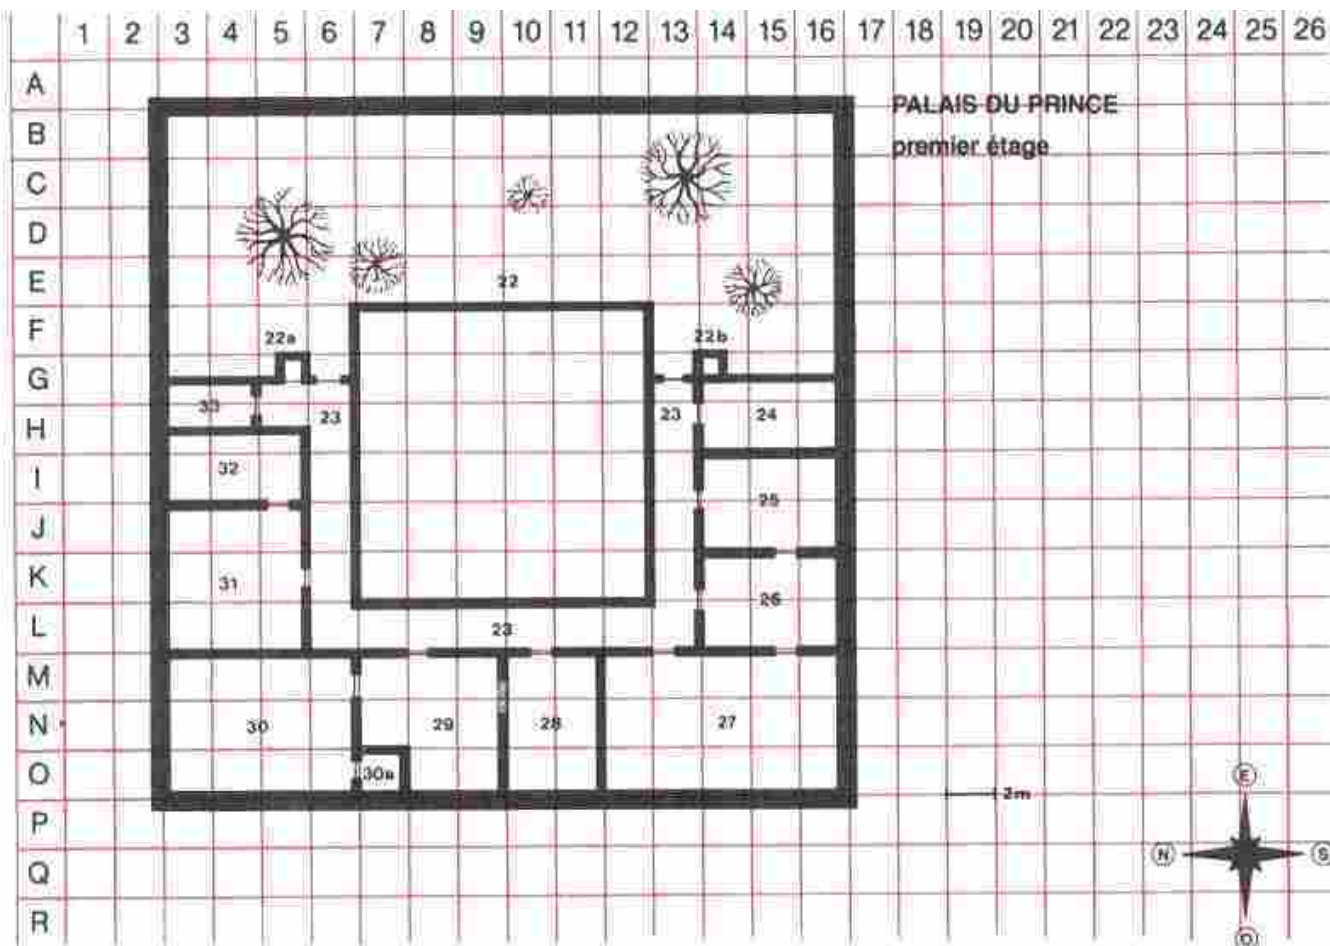 1 2 3 4 5 6 7 8 9 10 11 12 13 14 15 16 17 18 19 20 21 22 23 24 25 26
A
PALAIS DU PRINCE
B
premier étage
C
D
E
22
F
22a
22b
G
33
23
23
24
H
32
I
25
J
K
31
26
L
23
M
N
30
29
28
27
O
30a
2m
E
P
N
S
Q
R
O